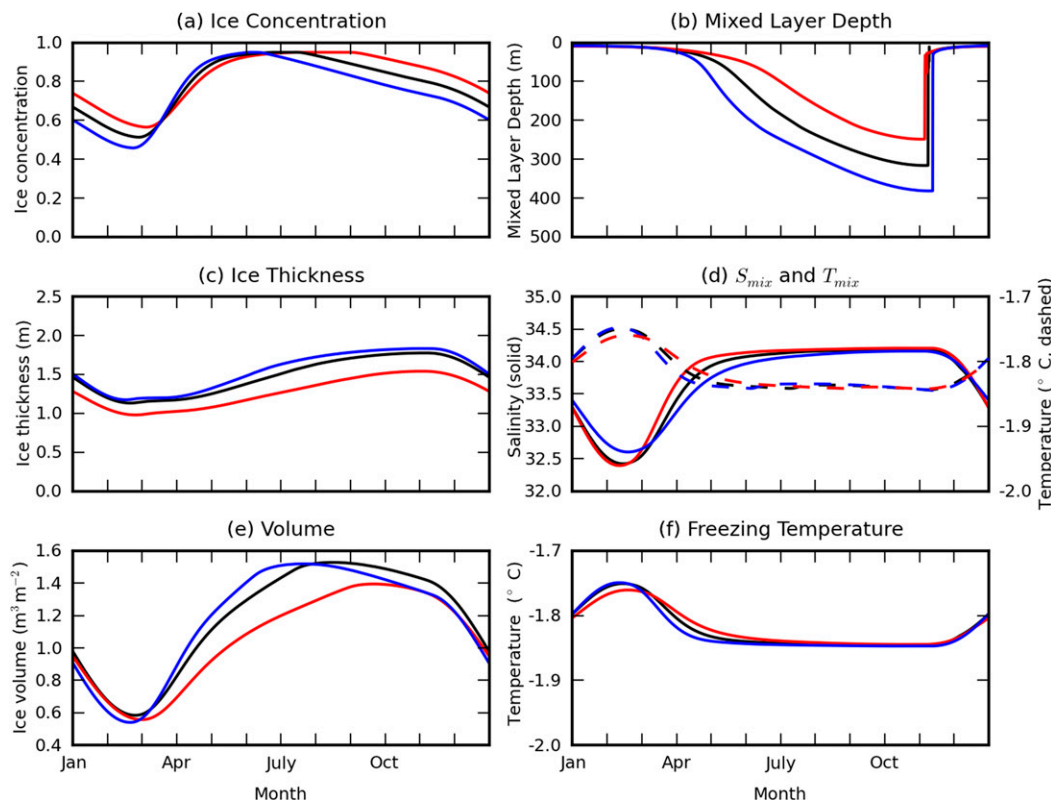 (a) Ice Concentration
Ice concentration
1.0
0.8
0.6
0.4
0.2
0.0
(b) Mixed Layer Depth
Mixed Layer Depth (m)
0
100
200
300
400
500
(c) Ice Thickness
Ice thickness (m)
2.5
2.0
1.5
1.0
0.5
0.0
(d) S_mix and T_mix
Salinity (solid)
35.0
34.5
34.0
33.5
33.0
32.5
32.0
-1.7
-1.8
-1.9
-2.0
Temperature (° C, dashed)
(e) Volume
Ice volume (m³ m⁻²)
1.6
1.4
1.2
1.0
0.8
0.6
0.4
Jan
Apr
July
Oct
Month
(f) Freezing Temperature
Temperature (° C)
-1.7
-1.8
-1.9
-2.0
Jan
Apr
July
Oct
Month